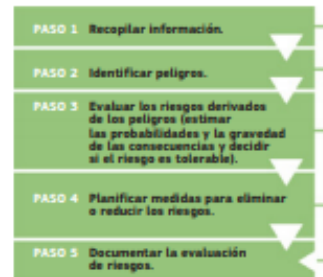 PASO 1 Recopilar información.
PASO 2 Identificar peligros.
PASO 3 Evaluar los riesgos derivados
de los peligros (estimar
las probabilidades y la gravedad
de las consecuencias y decidir
si el riesgo es tolerable).
PASO 4 Planificar medidas para eliminar
o reducir los riesgos.
PASO 5 Documentar la evaluación
de riesgos.